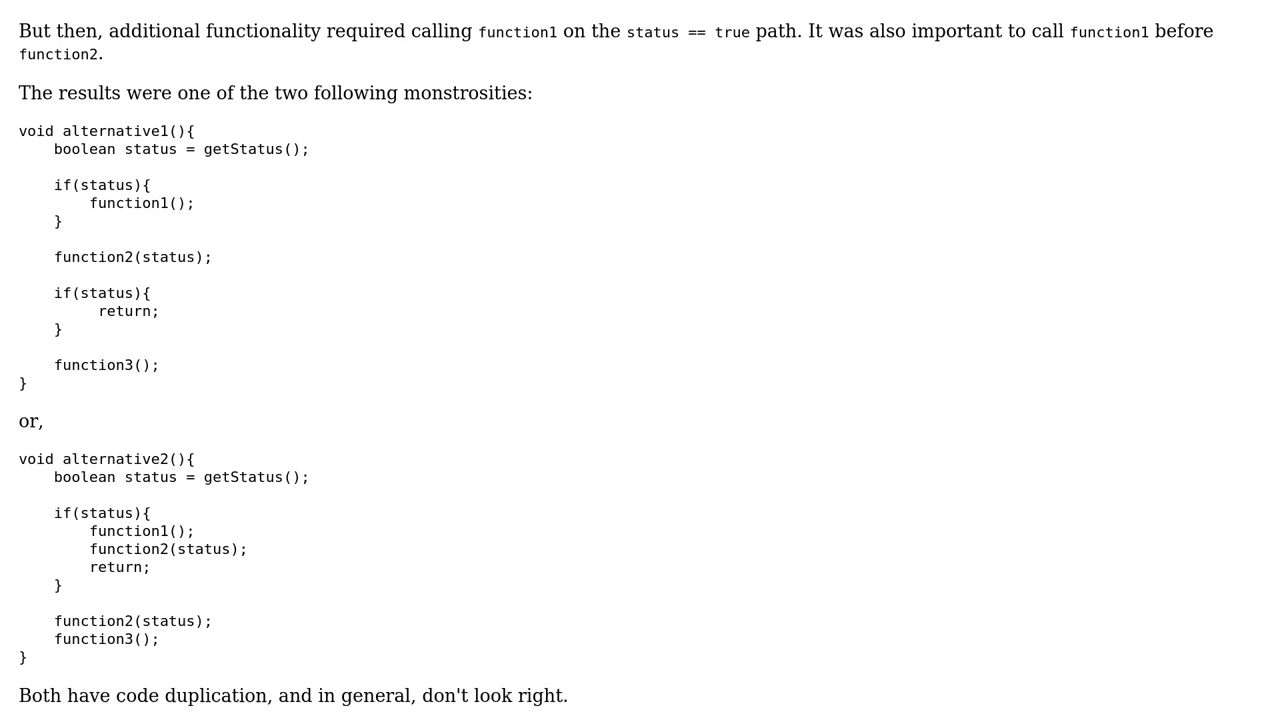 But then, additional functionality required calling function1 on the status == true path. It was also important to call function1 before
function2.
The results were one of the two following monstrosities:
void alternative1(){
    boolean status = getStatus();
    if(status){
        function1();
    }
    function2(status);
    if(status){
         return;
    }
    function3();
}
or,
void alternative2(){
    boolean status = getStatus();
    if(status){
        function1();
        function2(status);
        return;
    }
    function2(status);
    function3();
}
Both have code duplication, and in general, don't look right.